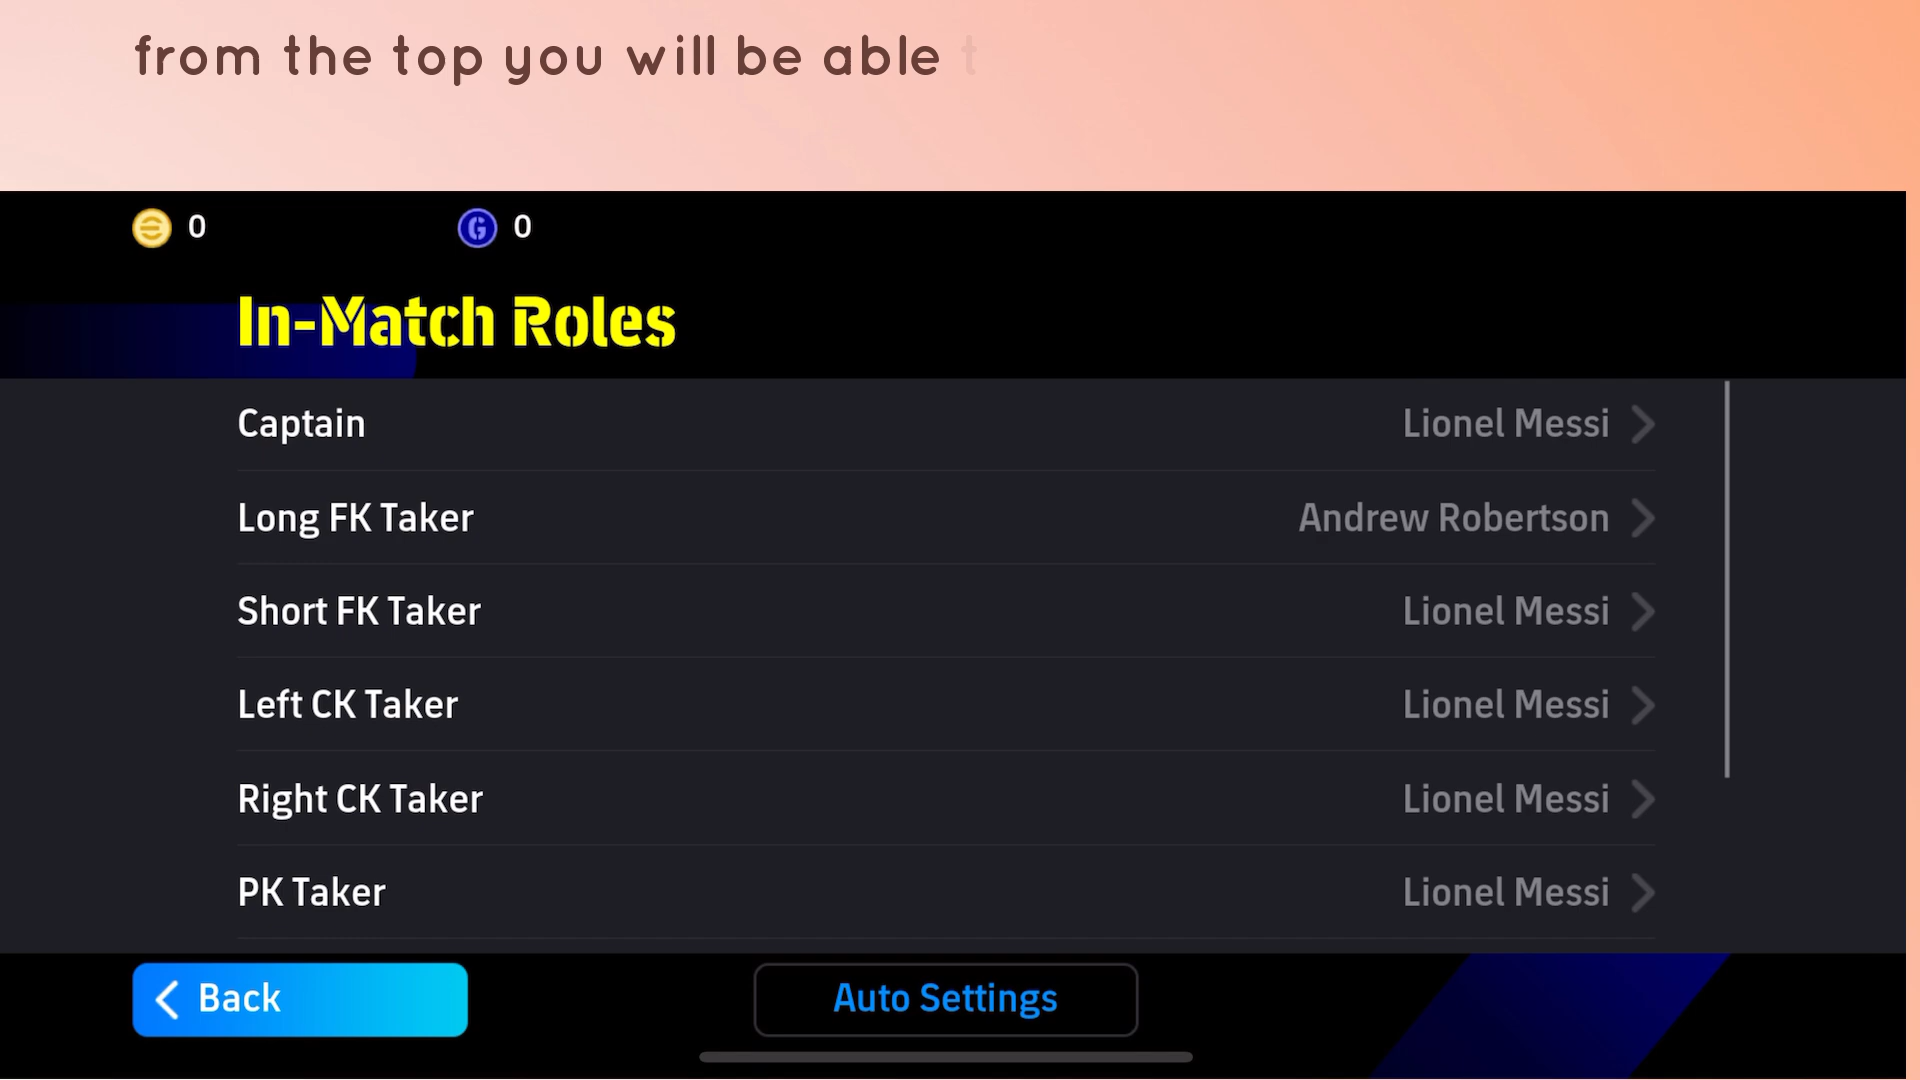 from the top you will be able t
0 0
In-Match Roles
Captain Lionel Messi
Long FK Taker Andrew Robertson
Short FK Taker Lionel Messi
Left CK Taker Lionel Messi
Right CK Taker Lionel Messi
PK Taker Lionel Messi
Back Auto Settings